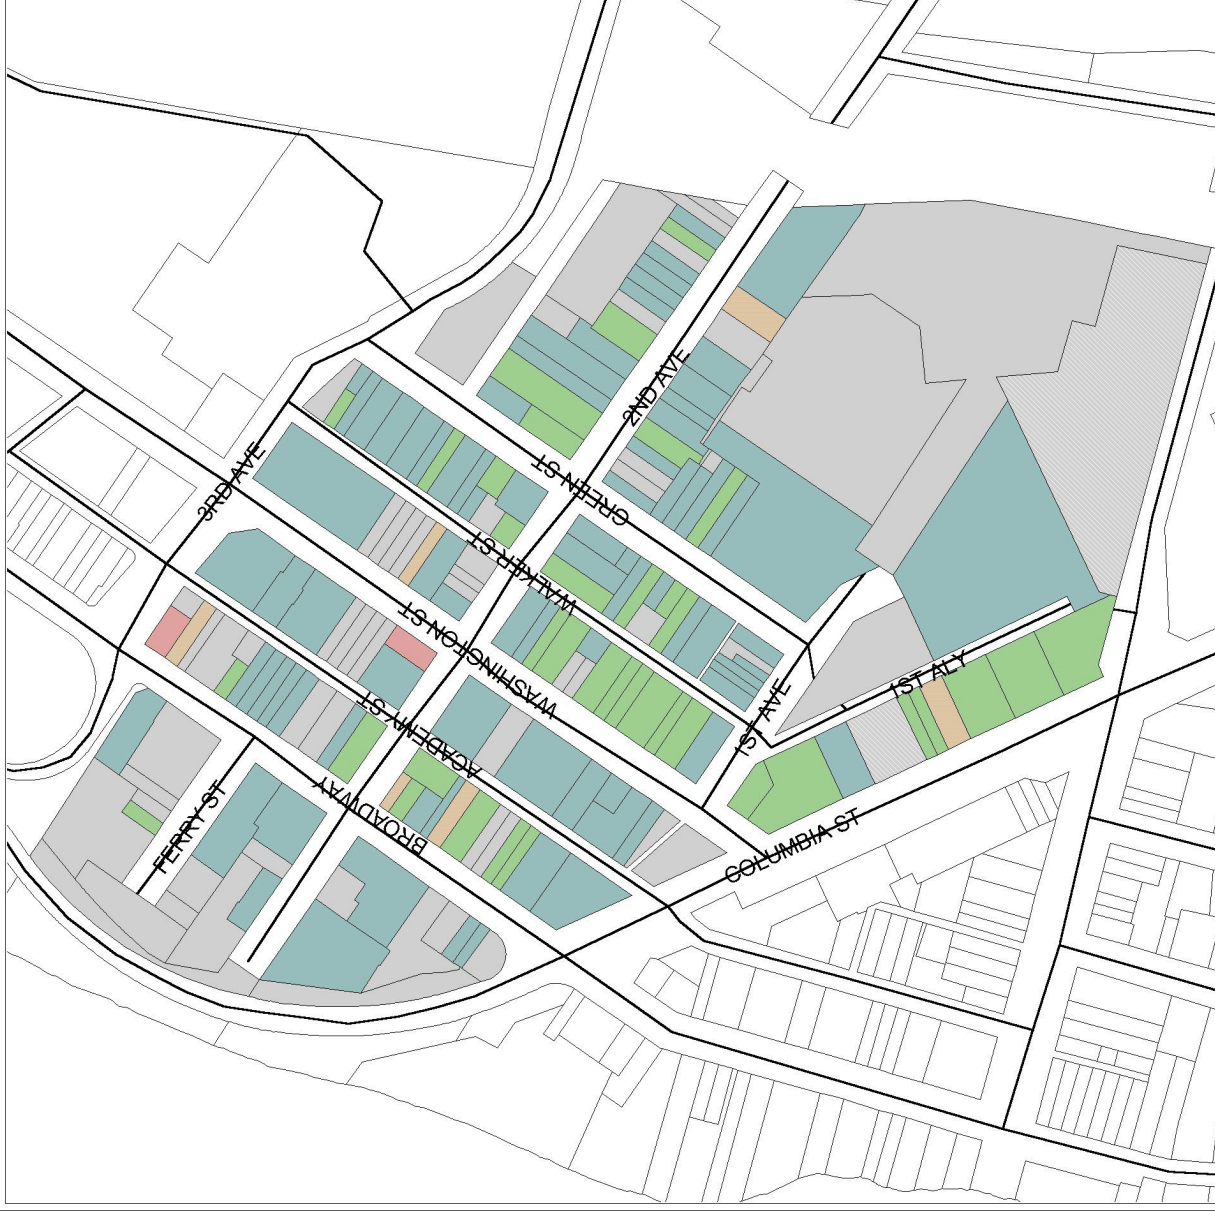 2ND AVE
3RD AVE
GREEN ST
WALKER ST
WASHINGTON ST
1ST ALY
1ST AVE
ACADEMY ST
BROADWAY
FERRY ST
COLUMBIA ST